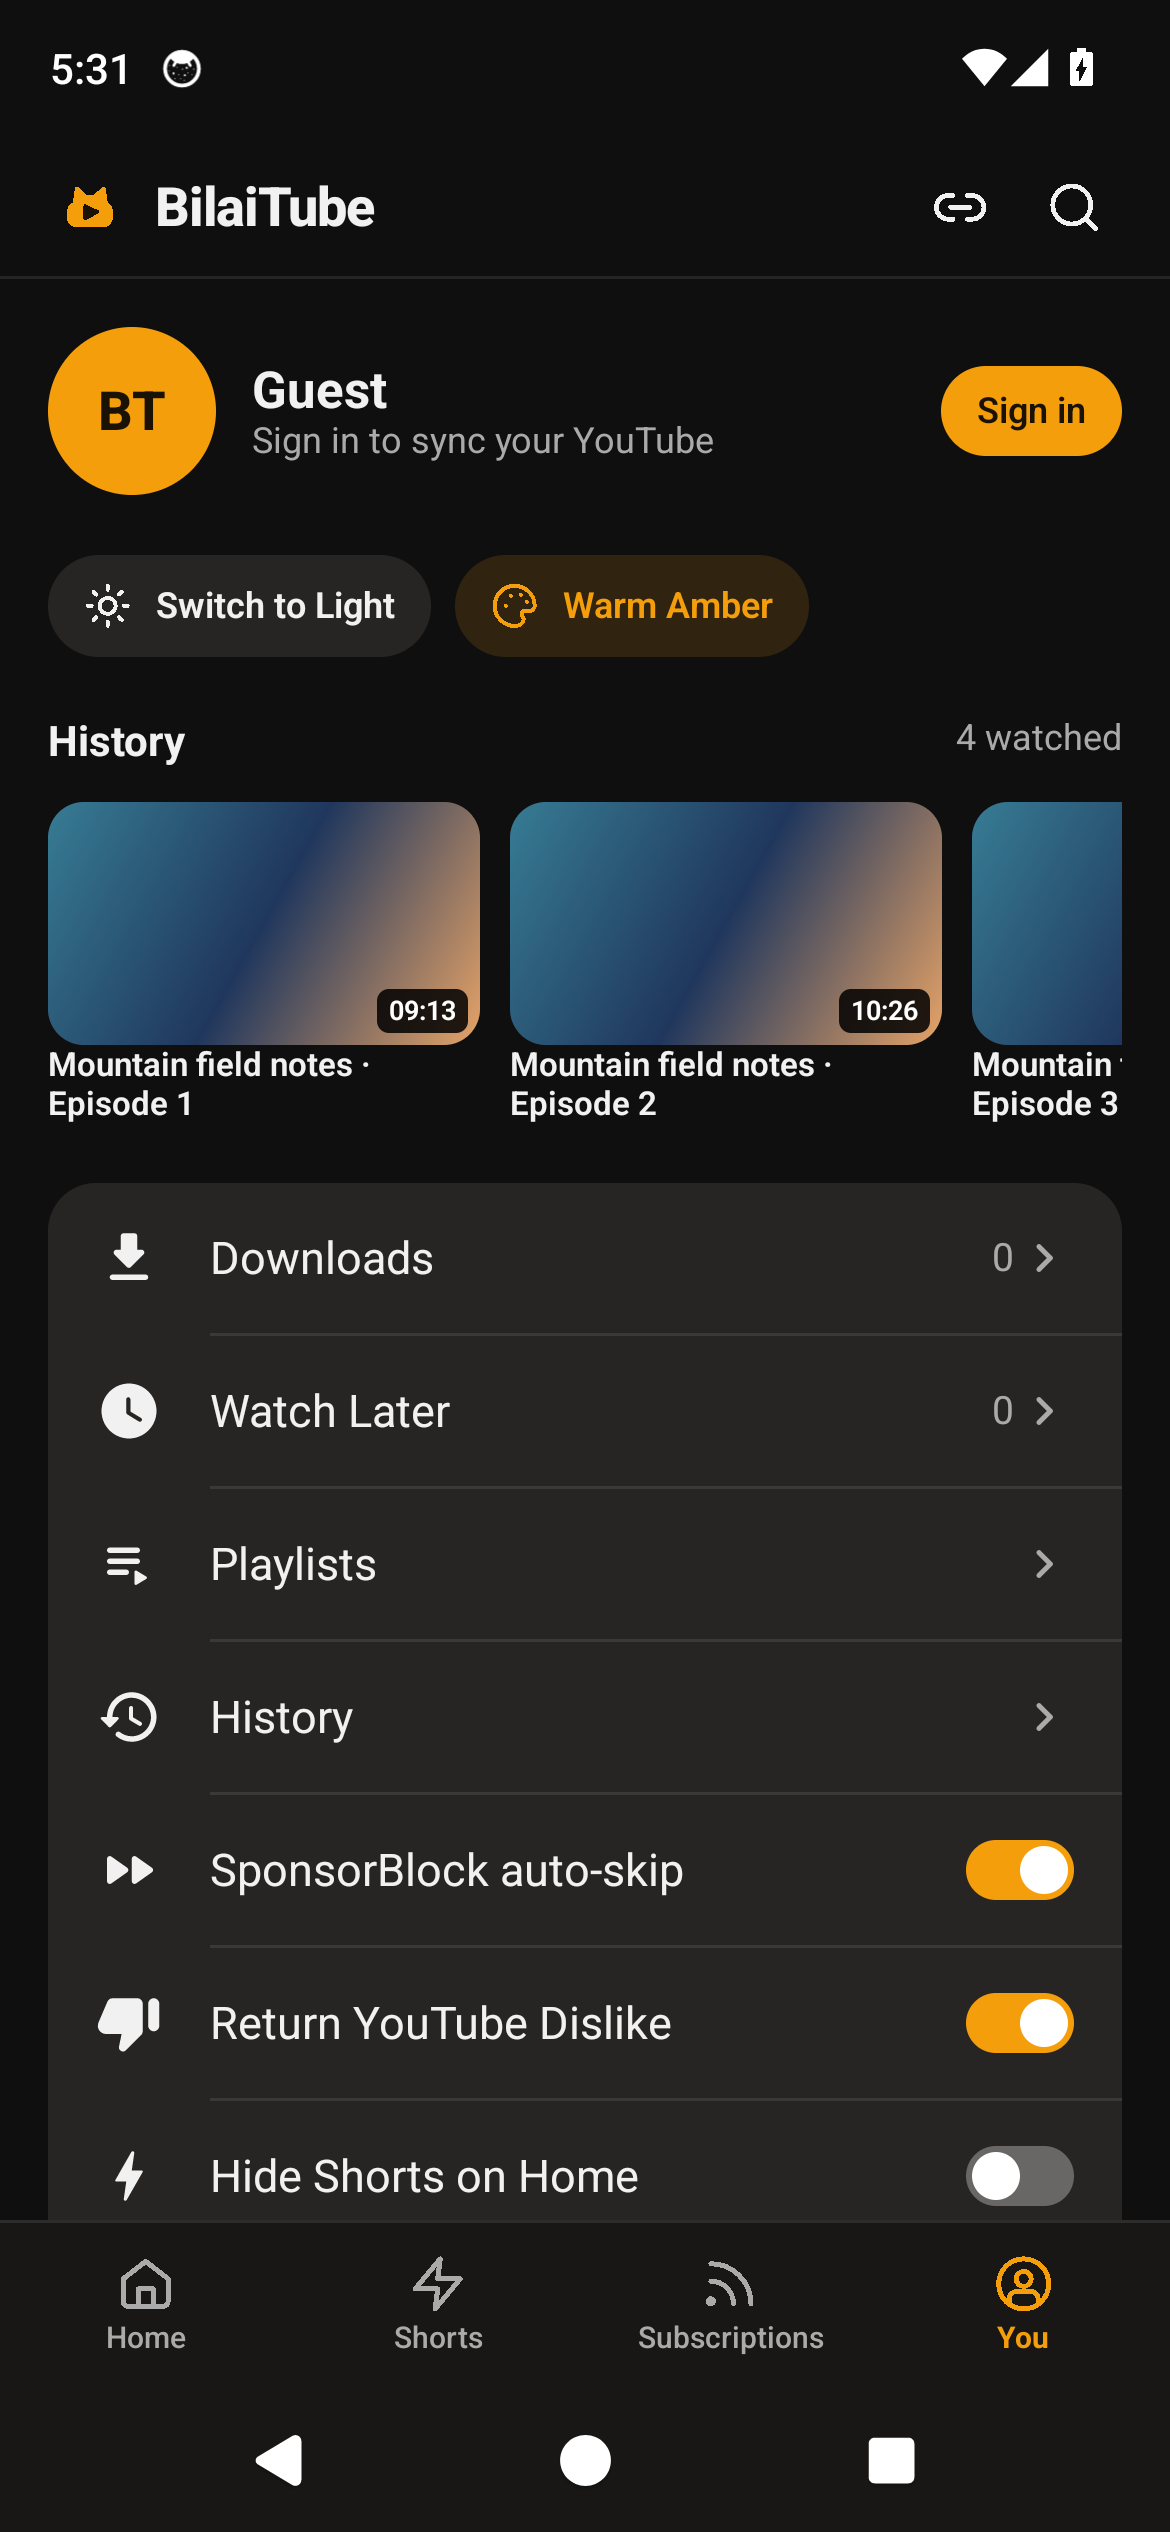 5:31
BilaiTube
BT
Guest
Sign in to sync your YouTube
Sign in
Switch to Light
Warm Amber
History
4 watched
09:13
10:26
Mountain field notes ·
Episode 1
Mountain field notes ·
Episode 2
Mountain
Episode 3
Downloads
0
Watch Later
0
Playlists
History
SponsorBlock auto-skip
Return YouTube Dislike
Hide Shorts on Home
Home
Shorts
Subscriptions
You